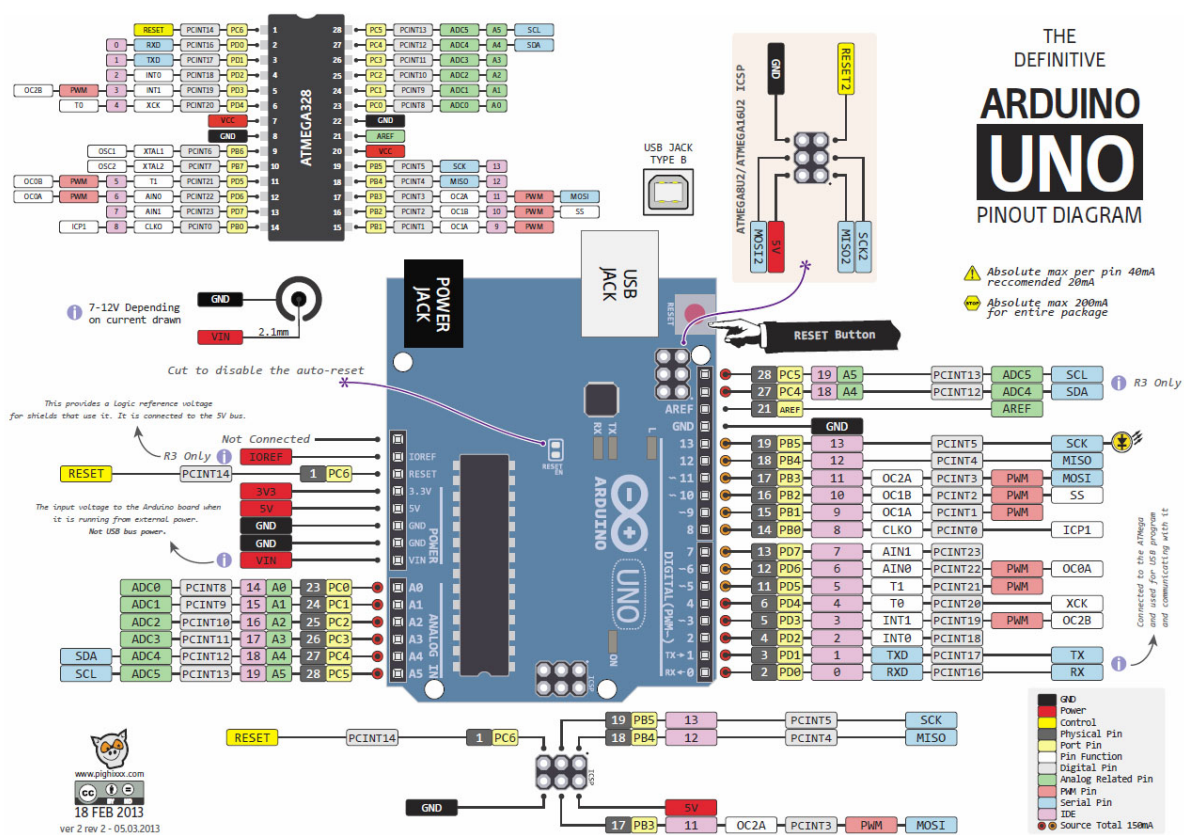 THE
DEFINITIVE
ARDUINO
UNO
PINOUT DIAGRAM
Absolute max per pin 40mA
reccomended 20mA
STOP
Absolute max 200mA
for entire package
ATMEGA328
RESET PCINT14 PC6 1
0 RXD PCINT16 PD0 2
1 TXD PCINT17 PD1 3
2 INT0 PCINT18 PD2 4
OC2B PWM 3 INT1 PCINT19 PD3 5
T0 4 XCK PCINT20 PD4 6
VCC 7
GND 8
OSC1 XTAL1 PCINT6 PB6 9
OSC2 XTAL2 PCINT7 PB7 10
OC0B PWM 5 T1 PCINT21 PD5 11
OC0A PWM 6 AIN0 PCINT22 PD6 12
7 AIN1 PCINT23 PD7 13
ICP1 8 CLKO PCINT0 PB0 14
28 PC5 PCINT13 ADC5 A5 SCL
27 PC4 PCINT12 ADC4 A4 SDA
26 PC3 PCINT11 ADC3 A3
25 PC2 PCINT10 ADC2 A2
24 PC1 PCINT9 ADC1 A1
23 PC0 PCINT8 ADC0 A0
22 GND
21 AREF
20 VCC
19 PB5 PCINT5 SCK 13
18 PB4 PCINT4 MISO 12
17 PB3 PCINT3 OC2A 11 PWM MOSI
16 PB2 PCINT2 OC1B 10 PWM SS
15 PB1 PCINT1 OC1A 9 PWM
USB JACK
TYPE B
ATMEGA8U2/ATMEGA16U2 ICSP
GND
RESET2
MOSI2
5V
MISO2
SCK2
7-12V Depending
on current drawn
GND
VIN
2.1mm
POWER
JACK
USB
JACK
RESET
RESET Button
Cut to disable the auto-reset
This provides a logic reference voltage
for shields that use it. It is connected to the 5V bus.
Not Connected
R3 Only IOREF
RESET PCINT14 1 PC6
3V3
5V
GND
GND
VIN
The input voltage to the Arduino board when
it is running from external power.
Not USB bus power.
ADC0 PCINT8 14 A0 23 PC0
ADC1 PCINT9 15 A1 24 PC1
ADC2 PCINT10 16 A2 25 PC2
ADC3 PCINT11 17 A3 26 PC3
SDA ADC4 PCINT12 18 A4 27 PC4
SCL ADC5 PCINT13 19 A5 28 PC5
IOREF
RESET
3.3V
5V
GND
GND
VIN
POWER
A0
A1
A2
A3
A4
A5
ANALOG IN
RESET
EN
RX
TX
L
ARDUINO
UNO
ON
ICSP
AREF
GND
13
12
~11
~10
~9
8
7
~6
~5
4
~3
2
TX→1
RX←0
DIGITAL(PWM~)
28 PC5 19 A5 PCINT13 ADC5 SCL
27 PC4 18 A4 PCINT12 ADC4 SDA
R3 Only
21 AREF AREF
GND
19 PB5 13 PCINT5 SCK
18 PB4 12 PCINT4 MISO
17 PB3 11 OC2A PCINT3 PWM MOSI
16 PB2 10 OC1B PCINT2 PWM SS
15 PB1 9 OC1A PCINT1 PWM
14 PB0 8 CLKO PCINT0 ICP1
13 PD7 7 AIN1 PCINT23
12 PD6 6 AIN0 PCINT22 PWM OC0A
11 PD5 5 T1 PCINT21 PWM
6 PD4 4 T0 PCINT20 XCK
5 PD3 3 INT1 PCINT19 PWM OC2B
4 PD2 2 INT0 PCINT18
3 PD1 1 TXD PCINT17 TX
2 PD0 0 RXD PCINT16 RX
Connected to the ATMega
and used for USB program
and communicating with it
19 PB5 13 PCINT5 SCK
18 PB4 12 PCINT4 MISO
RESET PCINT14 1 PC6
ICSP
GND
5V
17 PB3 11 OC2A PCINT3 PWM MOSI
GND
Power
Control
Physical Pin
Port Pin
Pin Function
Digital Pin
Analog Related Pin
PWM Pin
Serial Pin
IDE
Source Total 150mA
www.pighixxx.com
cc
18 FEB 2013
ver 2 rev 2 - 05.03.2013